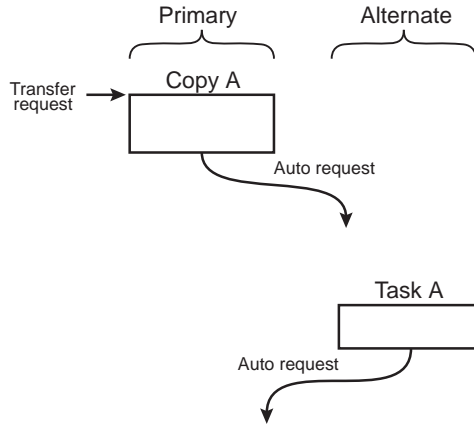 Primary
Alternate
Copy A
Transfer
request
Auto request
Task A
Auto request